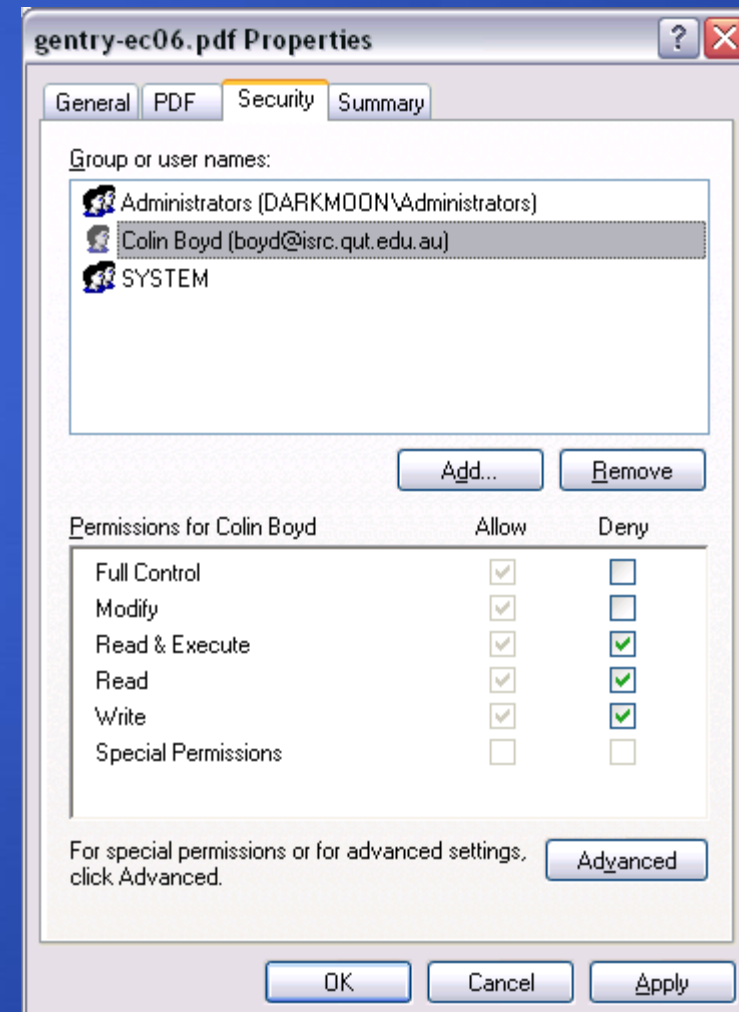 gentry-ec06.pdf Properties
General PDF Security Summary
Group or user names:
Administrators (DARKMOON\Administrators)
Colin Boyd (boyd@isrc.qut.edu.au)
SYSTEM
Add... Remove
Permissions for Colin Boyd Allow Deny
Full Control
Modify
Read & Execute
Read
Write
Special Permissions
For special permissions or for advanced settings,
click Advanced.
Advanced
OK Cancel Apply